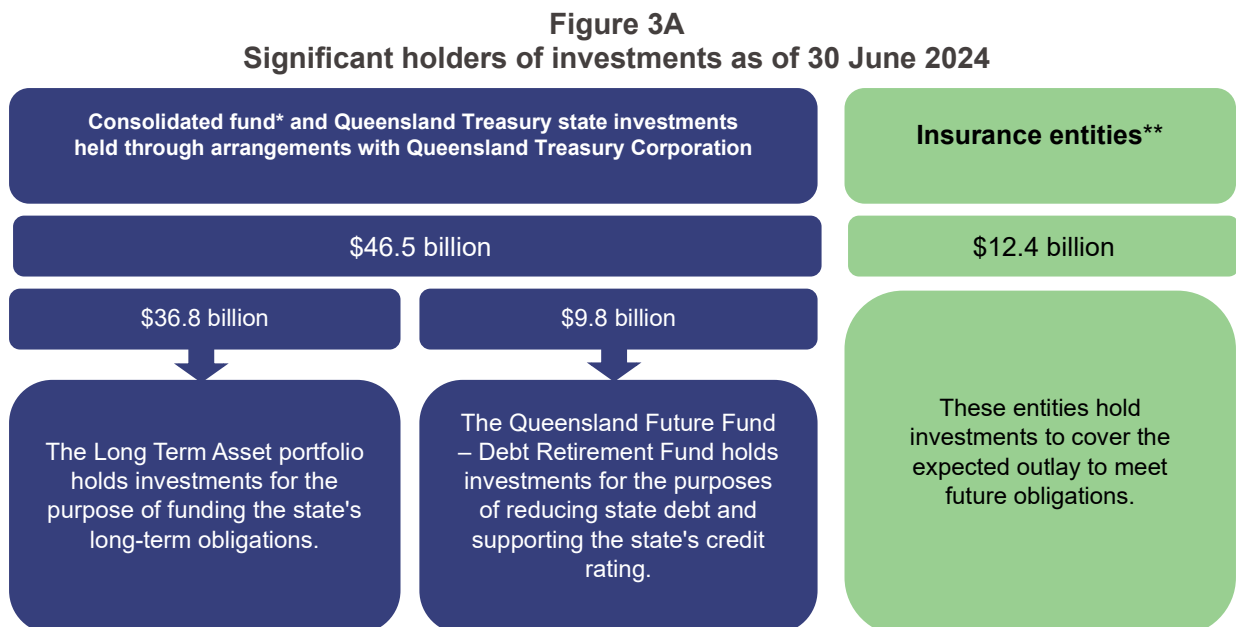 Figure 3A
Significant holders of investments as of 30 June 2024
Consolidated fund* and Queensland Treasury state investments
held through arrangements with Queensland Treasury Corporation
Insurance entities**
$46.5 billion
$12.4 billion
$36.8 billion
$9.8 billion
The Long Term Asset portfolio
holds investments for the
purpose of funding the state's
long-term obligations.
The Queensland Future Fund
– Debt Retirement Fund holds
investments for the purposes
of reducing state debt and
supporting the state's credit
rating.
These entities hold
investments to cover the
expected outlay to meet
future obligations.